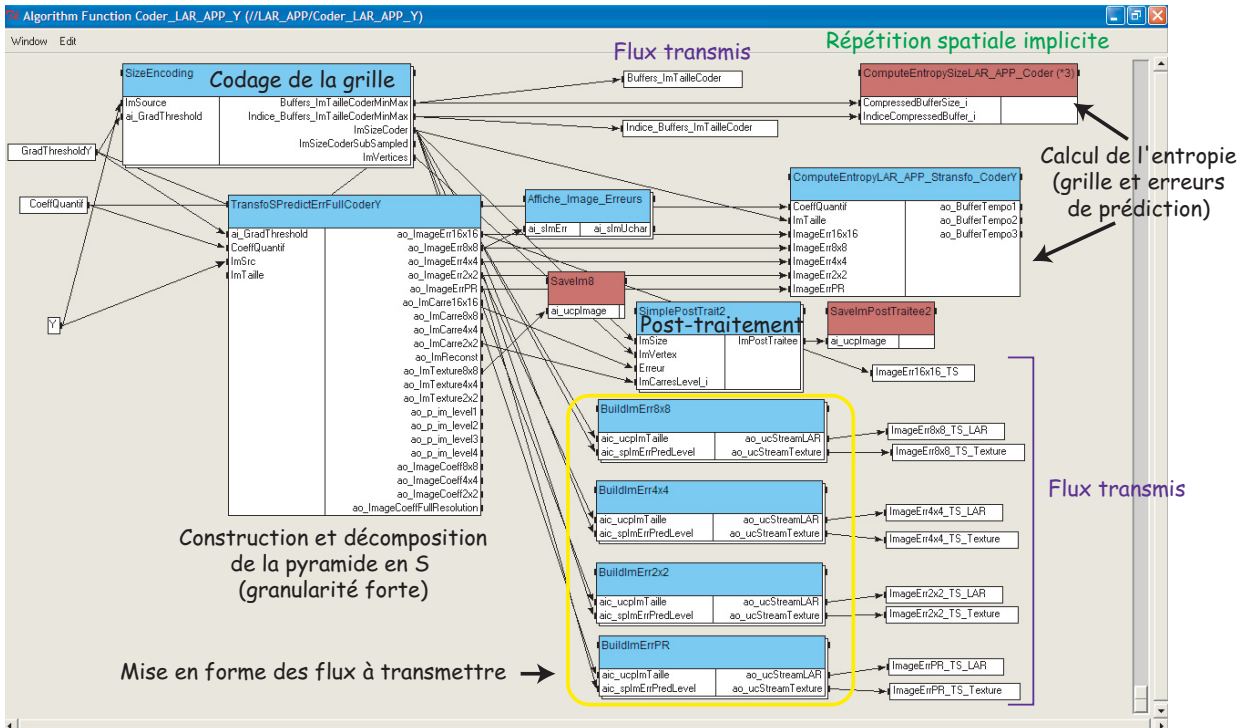 Algorithm Function Coder_LAR_APP_Y (//LAR_APP/Coder_LAR_APP_Y)
Window Edit
Flux transmis
Répétition spatiale implicite
SizeEncoding
Codage de la grille
ImSource
ai_GradThreshold
Buffers_ImTailleCoderMinMax
Indice_Buffers_ImTailleCoderMinMax
ImSizeCoder
ImSizeCoderSubSampled
ImVertices
Buffers_ImTailleCoder
Indice_Buffers_ImTailleCoder
ComputeEntropySizeLAR_APP_Coder (*3)
CompressedBufferSize_i
IndiceCompressedBuffer_i
Calcul de l'entropie
(grille et erreurs
de prédiction)
GradThresholdY
CoeffQuantif
Y
TransfoSPredictErrFullCoderY
ai_GradThreshold
CoeffQuantif
ImSrc
ImTaille
ao_ImageErr16x16
ao_ImageErr8x8
ao_ImageErr4x4
ao_ImageErr2x2
ao_ImageErrPR
ao_ImCarre16x16
ao_ImCarre8x8
ao_ImCarre4x4
ao_ImCarre2x2
ao_ImReconst
ao_ImTexture8x8
ao_ImTexture4x4
ao_ImTexture2x2
ao_p_im_level1
ao_p_im_level2
ao_p_im_level3
ao_p_im_level4
ao_ImageCoeff8x8
ao_ImageCoeff4x4
ao_ImageCoeff2x2
ao_ImageCoeffFullResolution
Construction et décomposition
de la pyramide en S
(granularité forte)
Affiche_Image_Erreurs
ai_sImErr ai_sImUchar
ComputeEntropyLAR_APP_Stransfo_CoderY
CoeffQuantif
ImTaille
ImageErr16x16
ImageErr8x8
ImageErr4x4
ImageErr2x2
ImageErrPR
ao_BufferTempo1
ao_BufferTempo2
ao_BufferTempo3
SaveIm8
ai_ucpImage
SimplePostTrait2
Post-traitement
ImSize
ImVertex
Erreur
ImCarresLevel_i
ImPostTraitee
SaveImPostTraitee2
ai_ucpImage
ImageErr16x16_TS
BuildImErr8x8
aic_ucpImTaille ao_ucStreamLAR
aic_spImErrPredLevel ao_ucStreamTexture
ImageErr8x8_TS_LAR
ImageErr8x8_TS_Texture
Flux transmis
BuildImErr4x4
aic_ucpImTaille ao_ucStreamLAR
aic_spImErrPredLevel ao_ucStreamTexture
ImageErr4x4_TS_LAR
ImageErr4x4_TS_Texture
BuildImErr2x2
aic_ucpImTaille ao_ucStreamLAR
aic_spImErrPredLevel ao_ucStreamTexture
ImageErr2x2_TS_LAR
ImageErr2x2_TS_Texture
BuildImErrPR
aic_ucpImTaille ao_ucStreamLAR
aic_spImErrPredLevel ao_ucStreamTexture
ImageErrPR_TS_LAR
ImageErrPR_TS_Texture
Mise en forme des flux à transmettre